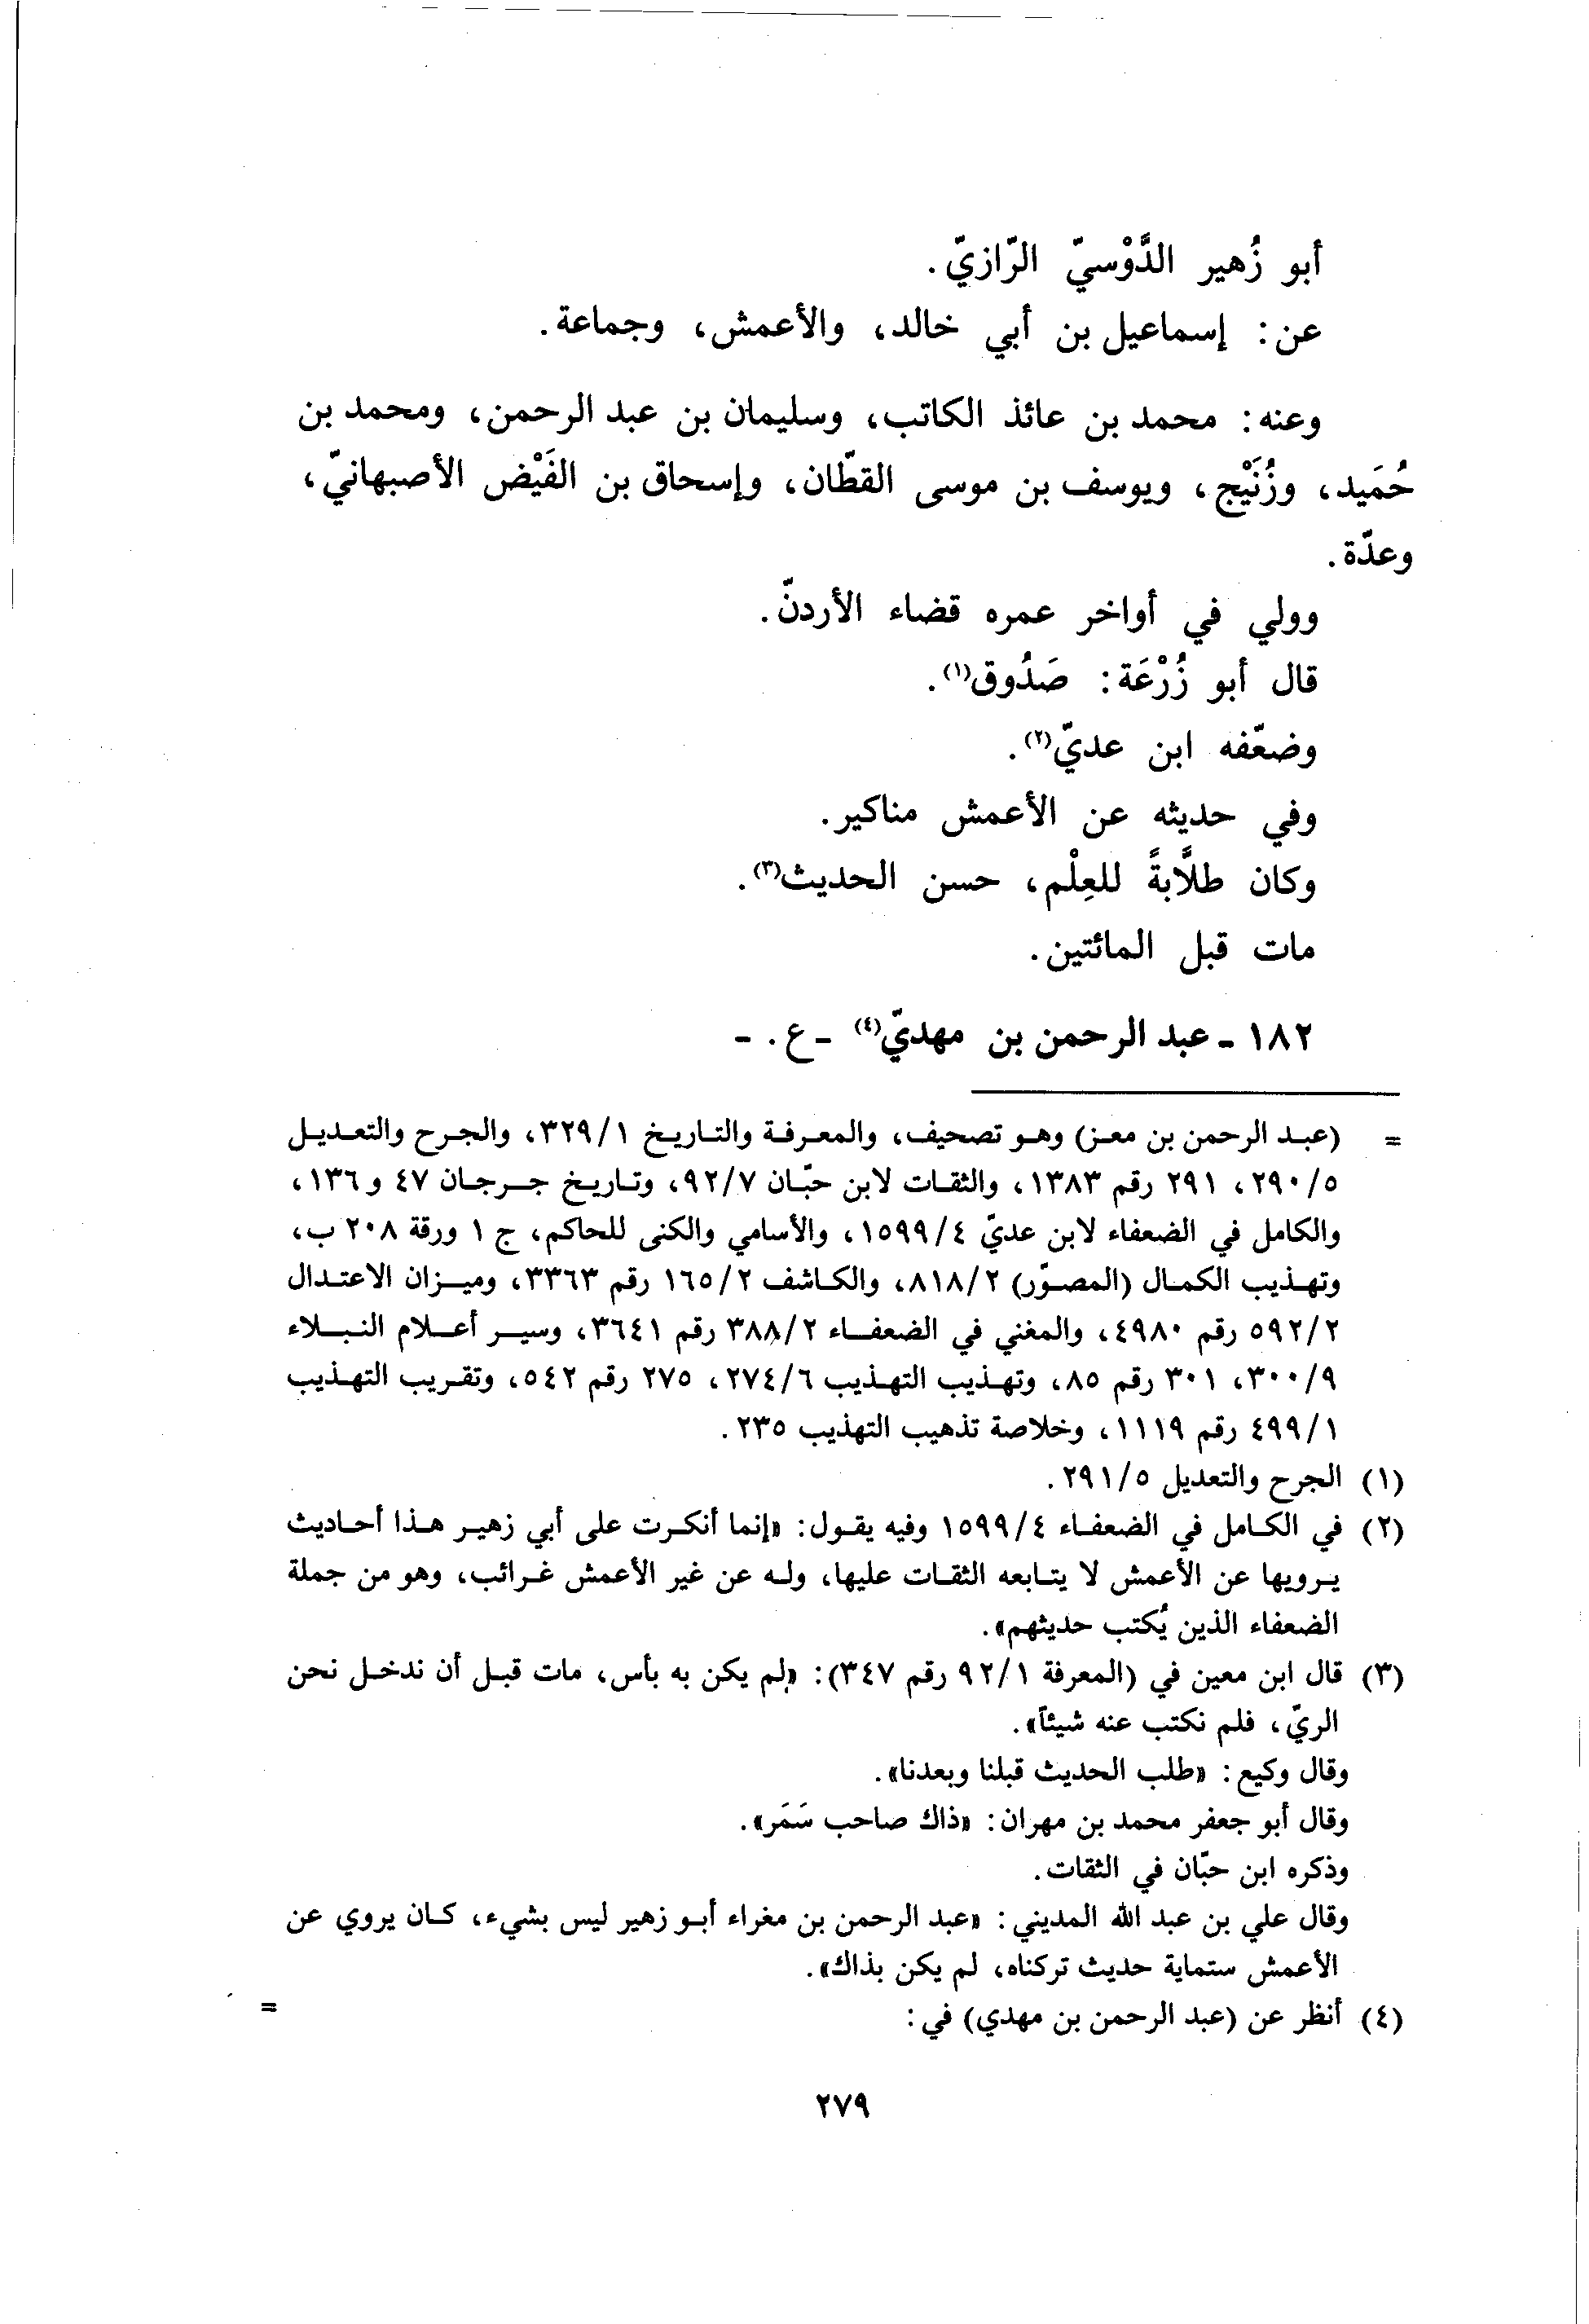 أبو زُهير الدَّوْسيّ الرّازيّ.
عن: إسماعيل بن أبي خالد، والأعمش، وجماعة.
وعنه: محمد بن عائذ الكاتب، وسليمان بن عبد الرحمن، ومحمد بن
حُمَيد، وزُنَيْج، ويوسف بن موسى القطّان، وإسحاق بن الفَيْض الأصبهانيّ،
وعدّة.
وولي في أواخر عمره قضاء الأردنّ.
قال أبو زُرْعَة: صَدُوق(١).
وضعّفه ابن عديّ(٢).
وفي حديثه عن الأعمش مناكير.
وكان طلَّابةً للعِلْم، حسن الحديث(٣).
مات قبل المائتين.
١٨٢ - عبد الرحمن بن مهديّ(٤) - ع. -
= (عبد الرحمن بن معز) وهو تصحيف، والمعرفة والتاريخ ٣٢٩/١، والجرح والتعديل
٢٩٠/٥، ٢٩١ رقم ١٣٨٣، والثقات لابن حبّان ٩٢/٧، وتاريخ جرجان ٤٧ و١٣٦،
والكامل في الضعفاء لابن عديّ ١٥٩٩/٤، والأسامي والكنى للحاكم، ج ١ ورقة ٢٠٨ ب،
وتهذيب الكمال (المصوّر) ٨١٨/٢، والكاشف ١٦٥/٢ رقم ٣٣٦٣، وميزان الاعتدال
٥٩٢/٢ رقم ٤٩٨٠، والمغني في الضعفاء ٣٨٨/٢ رقم ٣٦٤١، وسير أعلام النبلاء
٣٠٠/٩، ٣٠١ رقم ٨٥، وتهذيب التهذيب ٢٧٤/٦، ٢٧٥ رقم ٥٤٢، وتقريب التهذيب
٤٩٩/١ رقم ١١١٩، وخلاصة تذهيب التهذيب ٢٣٥.
(١) الجرح والتعديل ٢٩١/٥.
(٢) في الكامل في الضعفاء ١٥٩٩/٤ وفيه يقول: «إنما أنكرت على أبي زهير هذا أحاديث
يرويها عن الأعمش لا يتابعه الثقات عليها، وله عن غير الأعمش غرائب، وهو من جملة
الضعفاء الذين يُكتب حديثهم».
(٣) قال ابن معين في (المعرفة ٩٢/١ رقم ٣٤٧): «لم يكن به بأس، مات قبل أن ندخل نحن
الريّ، فلم نكتب عنه شيئاً».
وقال وكيع: «طلب الحديث قبلنا وبعدنا».
وقال أبو جعفر محمد بن مهران: «ذاك صاحب سَمَر».
وذكره ابن حبّان في الثقات.
وقال علي بن عبد الله المديني: «عبد الرحمن بن مغراء أبو زهير ليس بشيء، كان يروي عن
الأعمش ستماية حديث تركناه، لم يكن بذاك».
(٤) أنظر عن (عبد الرحمن بن مهدي) في: =
٢٧٩